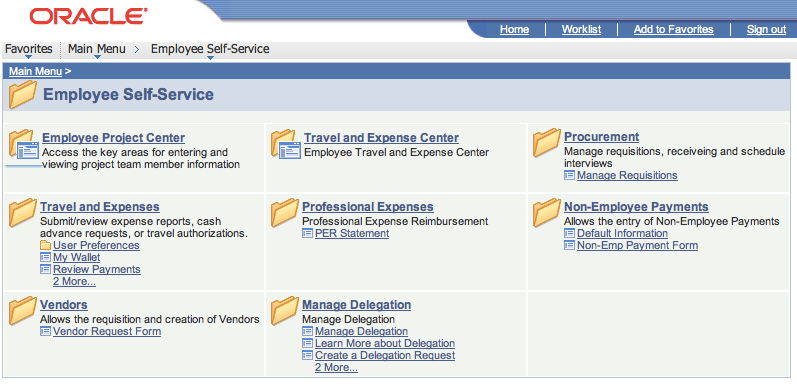 ORACLE
Home Worklist Add to Favorites Sign out
Favorites Main Menu > Employee Self-Service
Main Menu >
Employee Self-Service
Employee Project Center
Access the key areas for entering and
viewing project team member information
Travel and Expense Center
Employee Travel and Expense Center
Procurement
Manage requisitions, receiveing and schedule
interviews
Manage Requisitions
Travel and Expenses
Submit/review expense reports, cash
advance requests, or travel authorizations.
User Preferences
My Wallet
Review Payments
2 More...
Professional Expenses
Professional Expense Reimbursement
PER Statement
Non-Employee Payments
Allows the entry of Non-Employee Payments
Default Information
Non-Emp Payment Form
Vendors
Allows the requisition and creation of Vendors
Vendor Request Form
Manage Delegation
Manage Delegation
Manage Delegation
Learn More about Delegation
Create a Delegation Request
2 More...